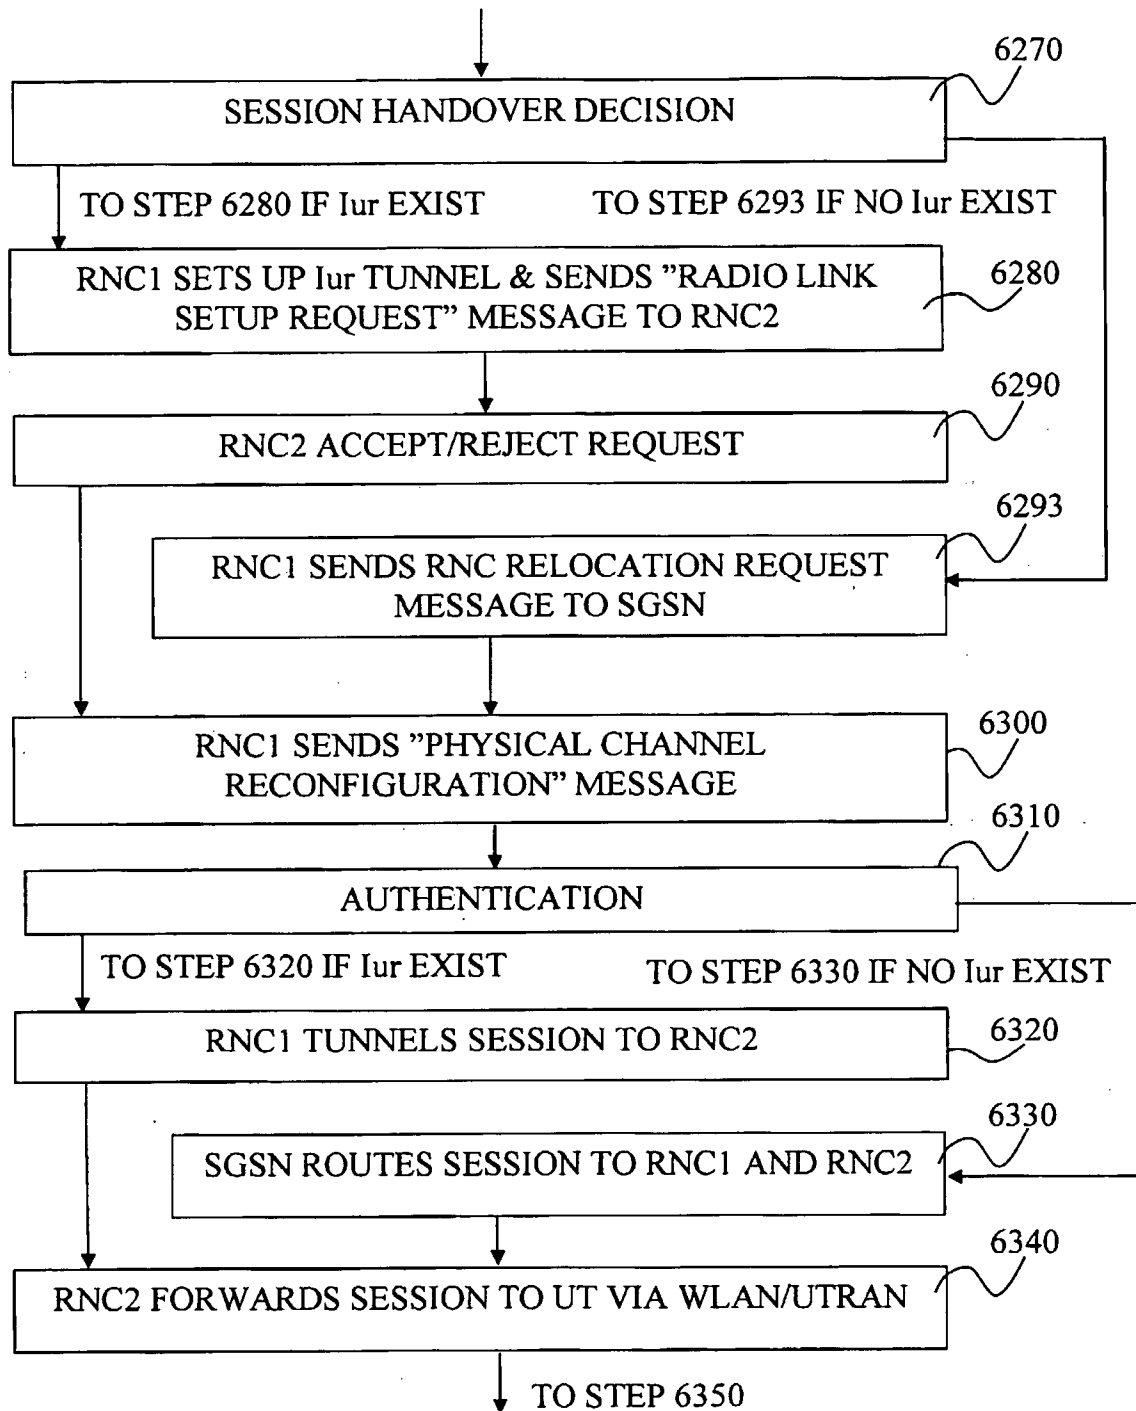 6270
SESSION HANDOVER DECISION
TO STEP 6280 IF Iur EXIST
TO STEP 6293 IF NO Iur EXIST
RNC1 SETS UP Iur TUNNEL & SENDS ”RADIO LINK
SETUP REQUEST” MESSAGE TO RNC2
6280
6290
RNC2 ACCEPT/REJECT REQUEST
6293
RNC1 SENDS RNC RELOCATION REQUEST
MESSAGE TO SGSN
RNC1 SENDS ”PHYSICAL CHANNEL
RECONFIGURATION” MESSAGE
6300
6310
AUTHENTICATION
TO STEP 6320 IF Iur EXIST
TO STEP 6330 IF NO Iur EXIST
RNC1 TUNNELS SESSION TO RNC2
6320
6330
SGSN ROUTES SESSION TO RNC1 AND RNC2
6340
RNC2 FORWARDS SESSION TO UT VIA WLAN/UTRAN
TO STEP 6350